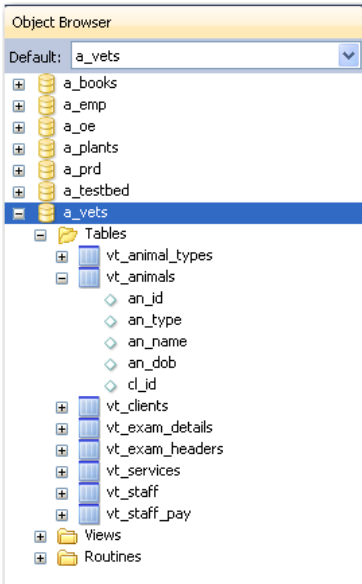 Object Browser
Default: a_vets
a_books
a_emp
a_oe
a_plants
a_prd
a_testbed
a_vets
Tables
vt_animal_types
vt_animals
an_id
an_type
an_name
an_dob
cl_id
vt_clients
vt_exam_details
vt_exam_headers
vt_services
vt_staff
vt_staff_pay
Views
Routines